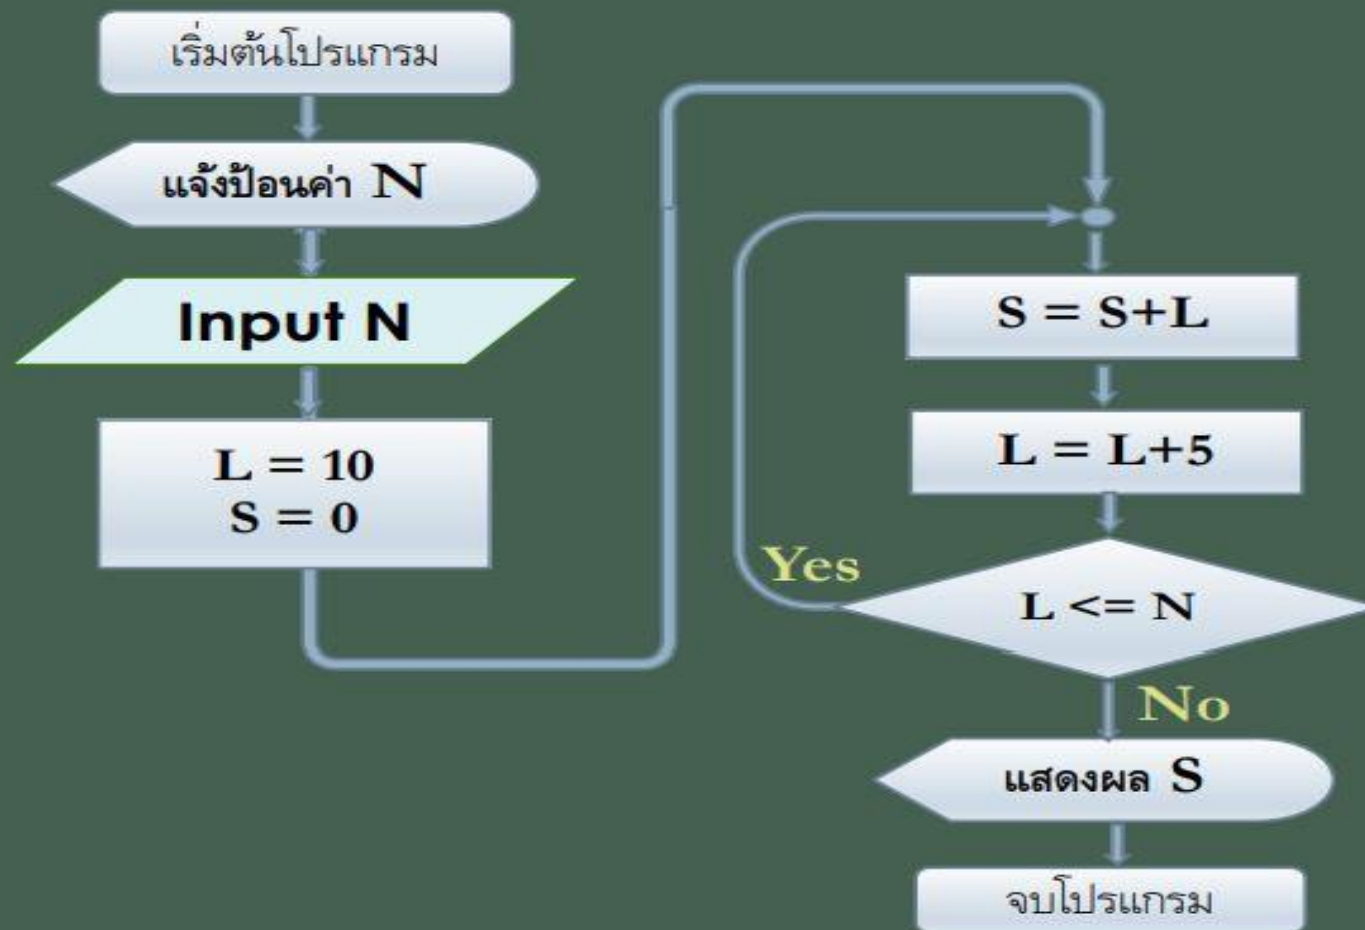 เริ่มต้นโปรแกรม
แจ้งป้อนค่า N
Input N
L = 10
S = 0
S = S+L
L = L+5
L <= N
Yes
No
แสดงผล S
จบโปรแกรม